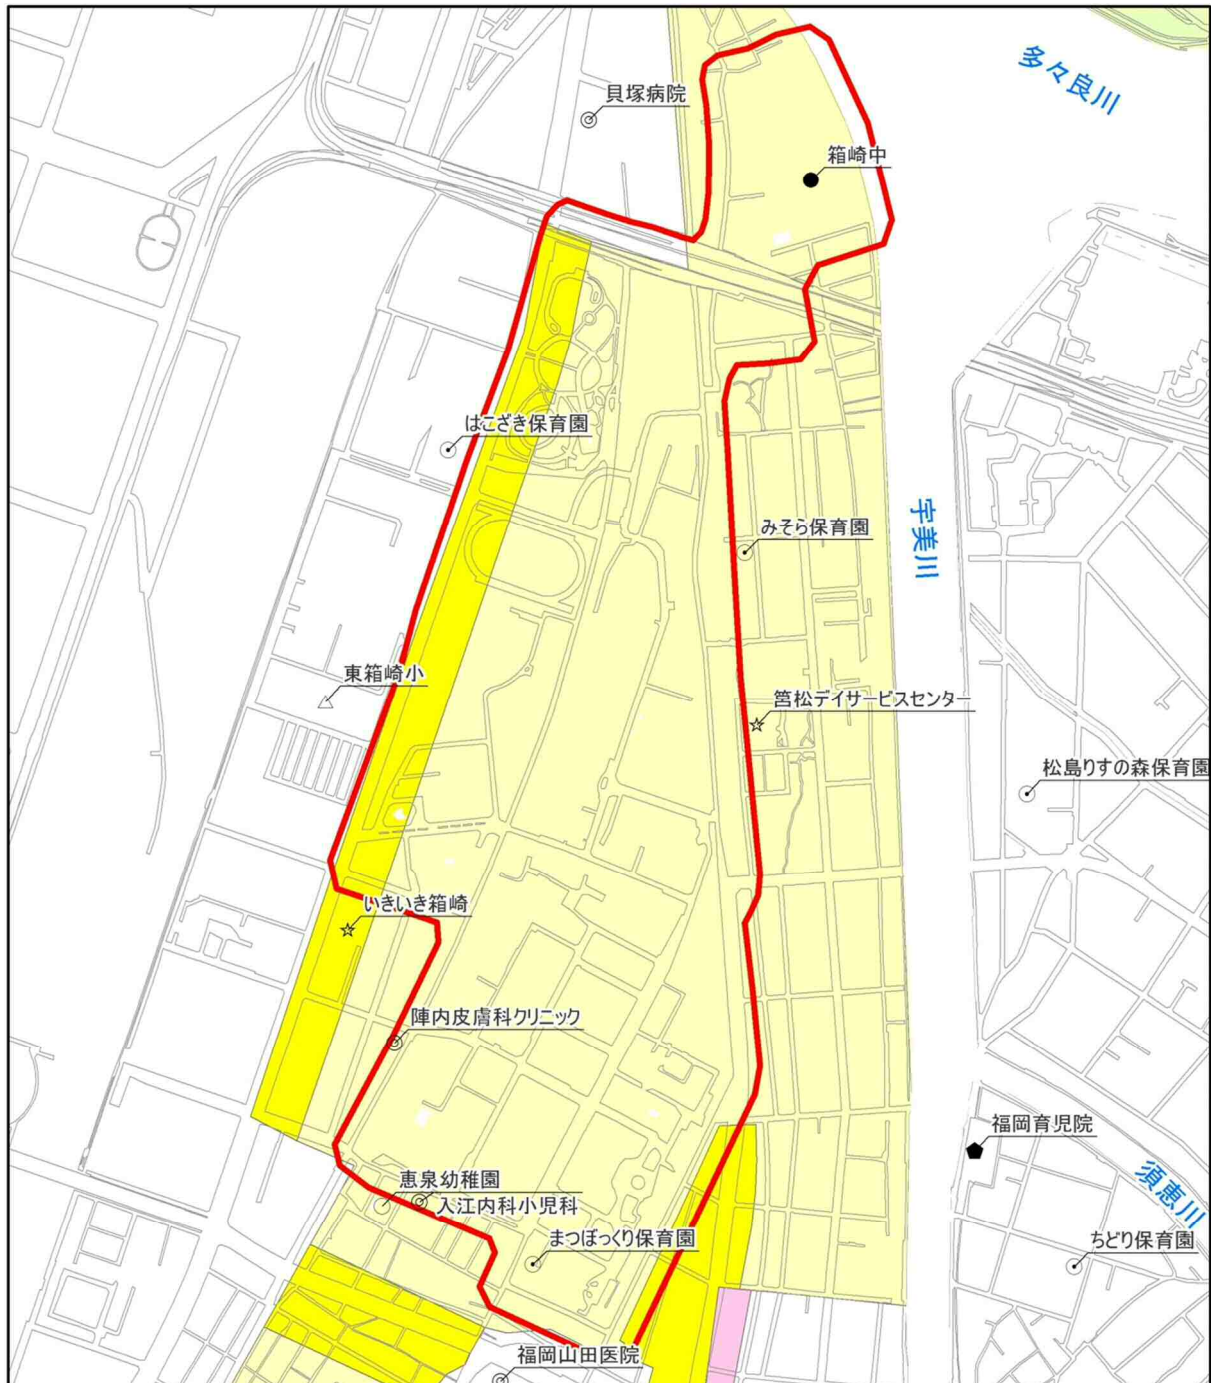 多々良川
貝塚病院
箱崎中
はこざき保育園
みそら保育園
宇美川
東箱崎小
筥松デイサービスセンター
松島りすの森保育園
いきいき箱崎
陣内皮膚科クリニック
福岡育児院
須恵川
恵泉幼稚園
入江内科小児科
まつぼっくり保育園
ちどり保育園
福岡山田医院